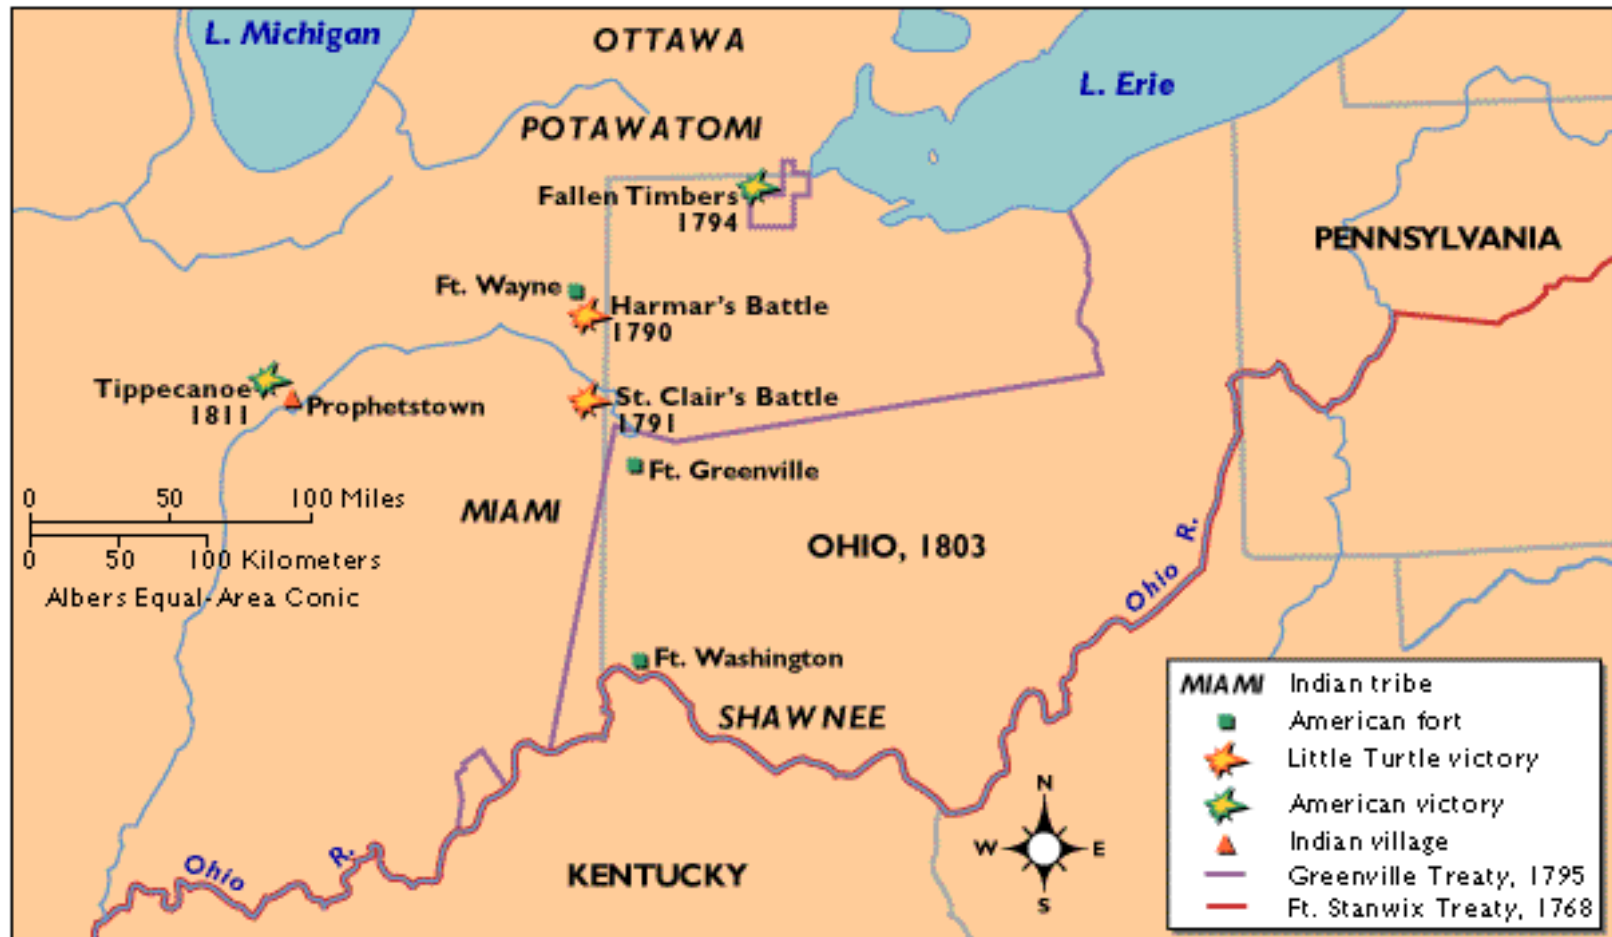 L. Michigan
OTTAWA
L. Erie
POTAWATOMI
Fallen Timbers
1794
PENNSYLVANIA
Ft. Wayne
Harmar's Battle
1790
Tippecanoe
1811
Prophetstown
St. Clair's Battle
1791
Ft. Greenville
0 50 100 Miles
0 50 100 Kilometers
Albers Equal-Area Conic
MIAMI
OHIO, 1803
Ohio R.
Ft. Washington
SHAWNEE
KENTUCKY
Ohio R.
N
W E
S
MIAMI Indian tribe
American fort
Little Turtle victory
American victory
Indian village
Greenville Treaty, 1795
Ft. Stanwix Treaty, 1768